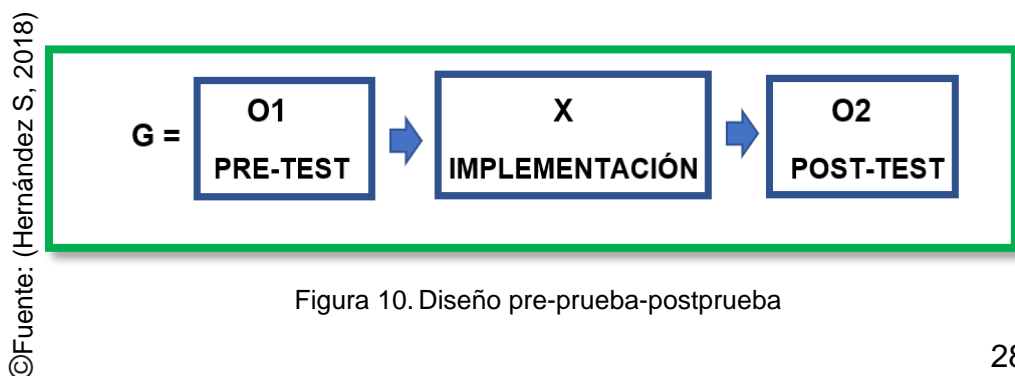 ©Fuente: (Hernández S, 2018)
G =
O1
PRE-TEST
X
IMPLEMENTACIÓN
O2
POST-TEST
Figura 10. Diseño pre-prueba-postprueba
28